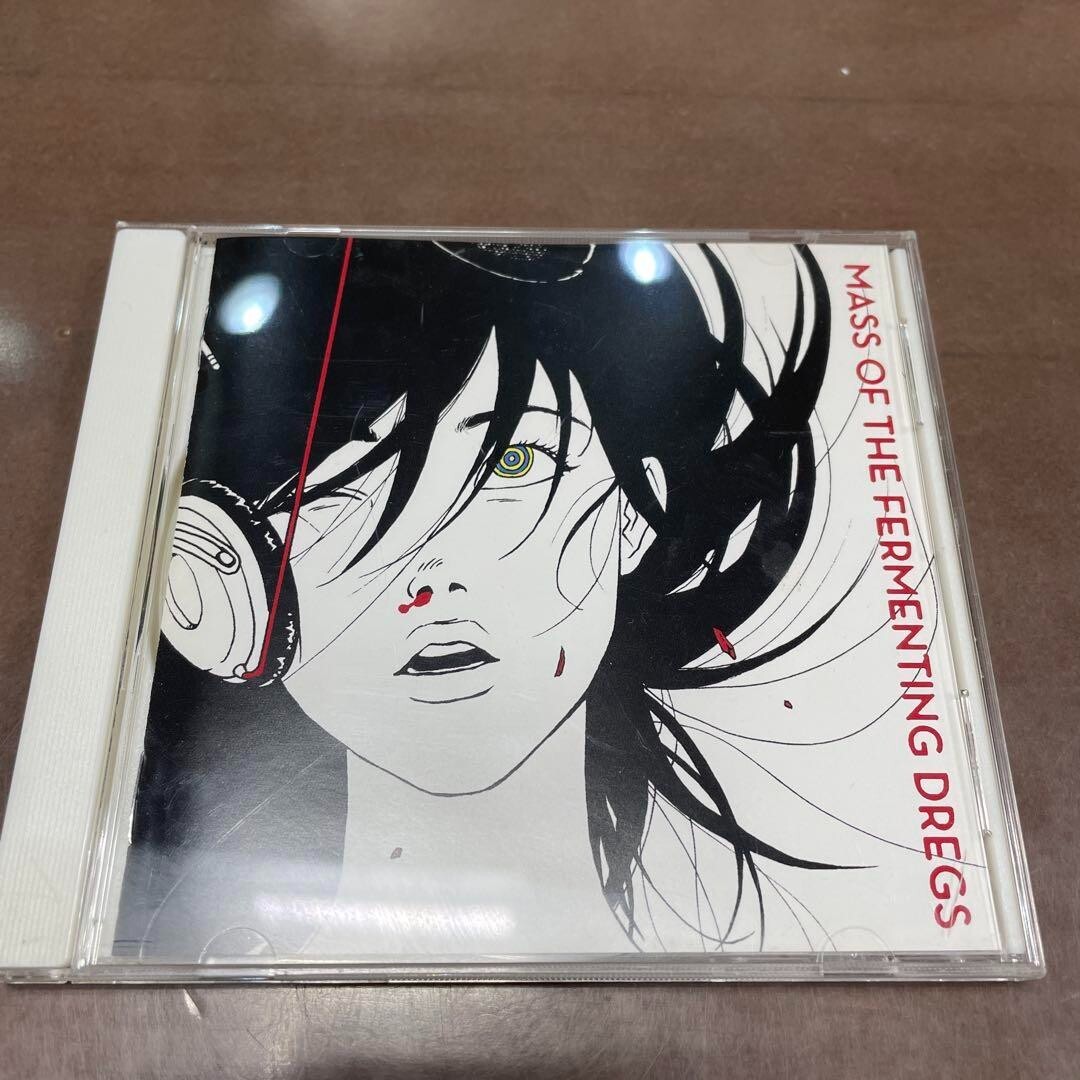 MASS OF THE FERMENTING DREGS